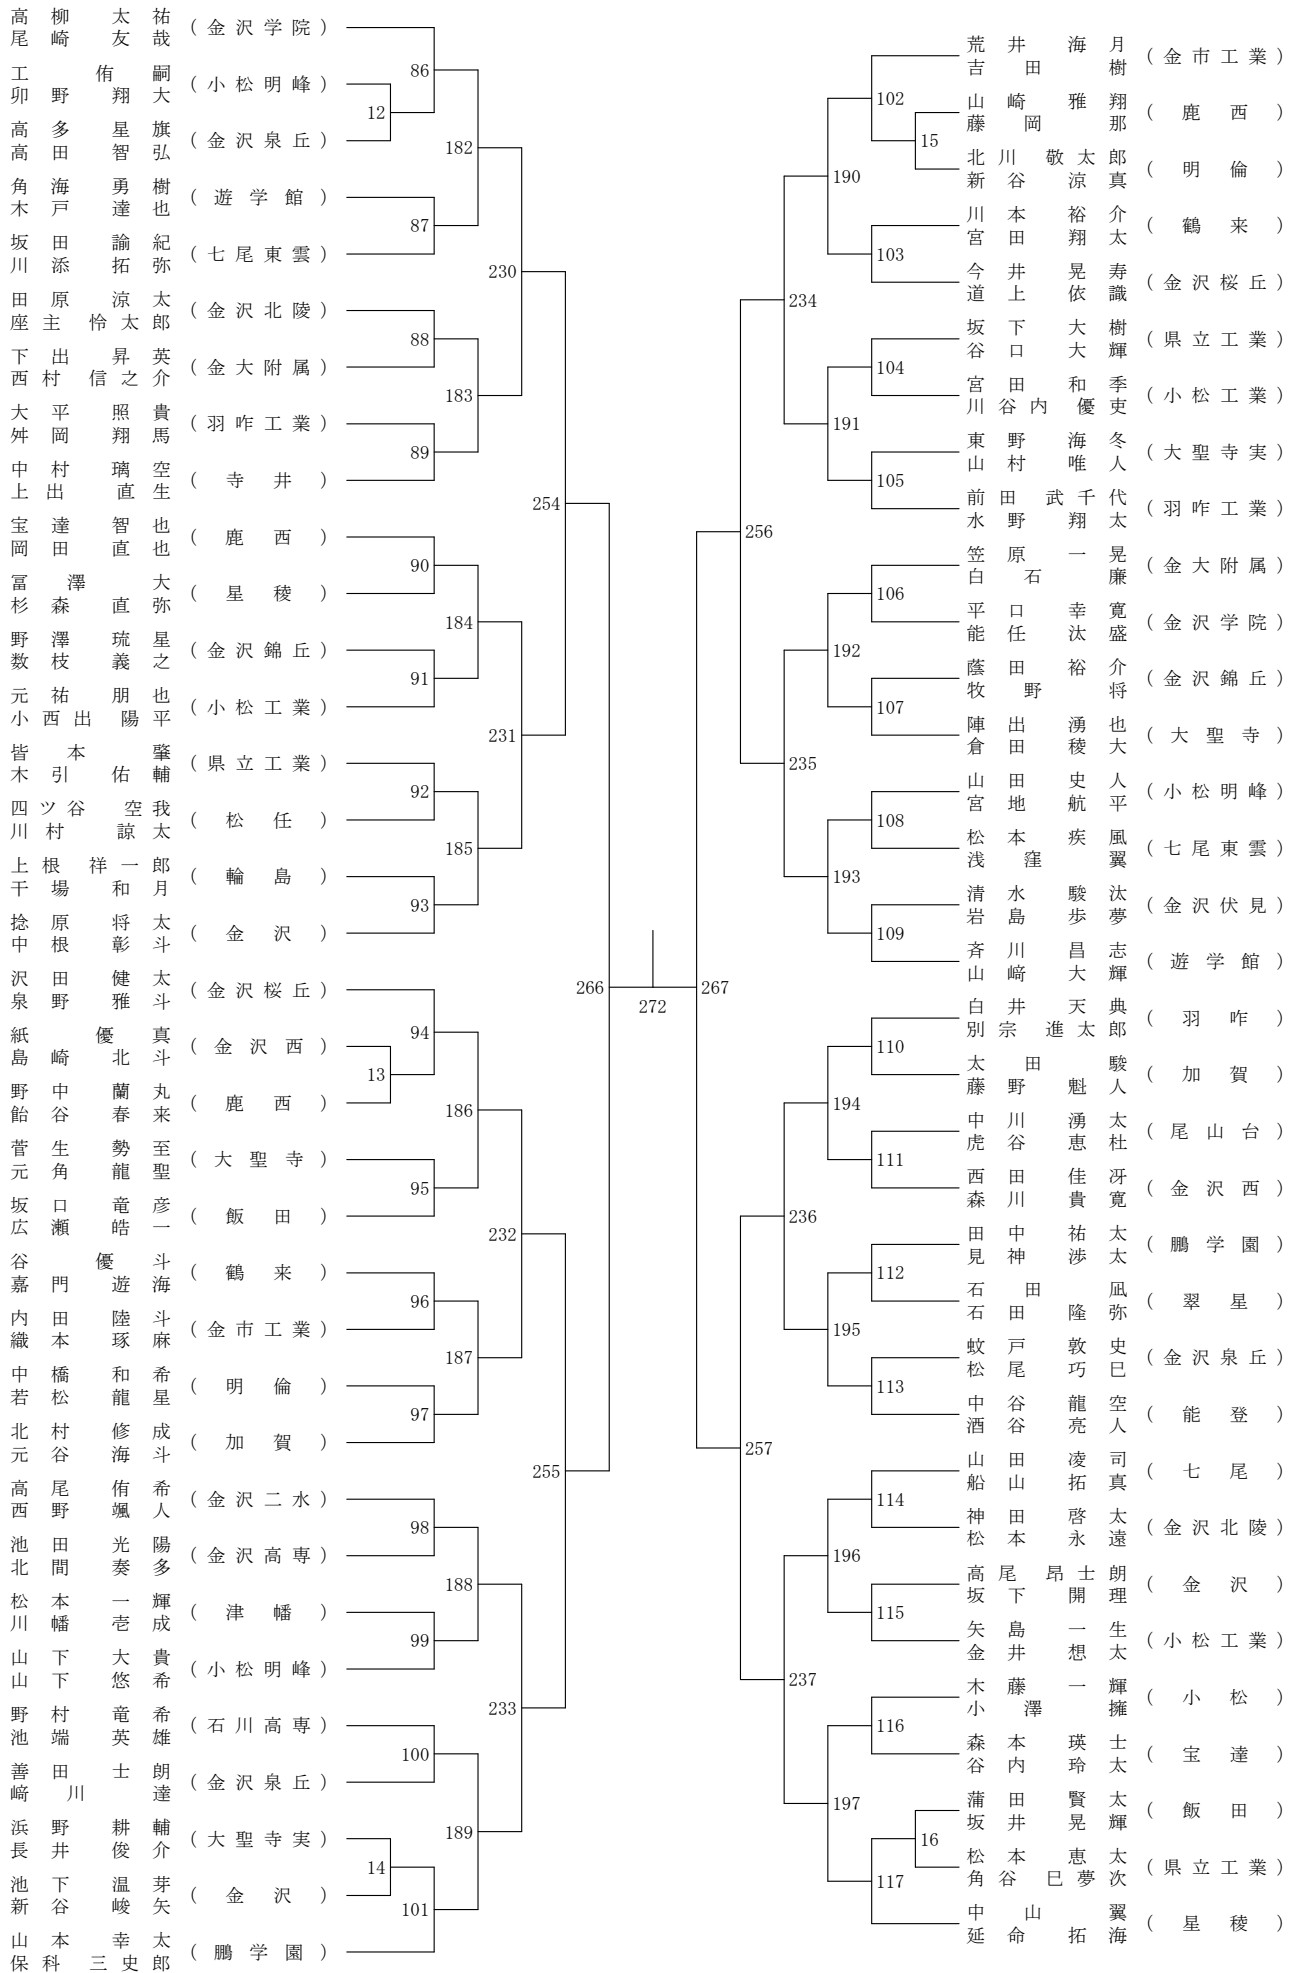 高柳 太祐
尾崎 友哉
(金沢学院)
工 侑嗣
卯野 翔大
(小松明峰)
高多 星旗
高田 智弘
(金沢泉丘)
角海 勇樹
木戸 達也
(遊学館)
坂田 諭紀
川添 拓弥
(七尾東雲)
田原 涼太
座主 怜太郎
(金沢北陵)
下出 昇英
西村 信之介
(金大附属)
大平 照貴
舛岡 翔馬
(羽咋工業)
中村 璃空
上出 直生
(寺井)
宝達 智也
岡田 直也
(鹿西)
冨澤 大
杉森 直弥
(星稜)
野澤 琉星
数枝 義之
(金沢錦丘)
元祐 朋也
小西出 陽平
(小松工業)
皆本 肇
木引 佑輔
(県立工業)
四ツ谷 空我
川村 諒太
(松任)
上根 祥一郎
干場 和月
(輪島)
捻原 将太
中根 彰斗
(金沢)
沢田 健太
泉野 雅斗
(金沢桜丘)
紙 優真
島崎 北斗
(金沢西)
野中 蘭丸
飴谷 春来
(鹿西)
菅生 勢至
元角 龍聖
(大聖寺)
坂口 竜彦
広瀬 皓一
(飯田)
谷 優斗
嘉門 遊海
(鶴来)
内田 陸斗
織本 琢麻
(金市工業)
中橋 和希
若松 龍星
(明倫)
北村 修成
元谷 海斗
(加賀)
高尾 侑希
西野 颯人
(金沢二水)
池田 光陽
北間 奏多
(金沢高専)
松本 一輝
川幡 壱成
(津幡)
山下 大貴
山下 悠希
(小松明峰)
野村 竜希
池端 英雄
(石川高専)
善田 士朗
﨑川 達
(金沢泉丘)
浜野 耕輔
長井 俊介
(大聖寺実)
池下 温芽
新谷 峻矢
(金沢)
山本 幸太
保科 三史郎
(鵬学園)
86
12
182
87
230
88
183
89
254
90
184
91
231
92
185
93
266
94
13
186
95
232
96
187
97
255
98
188
99
233
100
189
14
101
272
267
102
15
190
103
234
104
191
105
256
106
192
107
235
108
193
109
110
194
111
236
112
195
113
257
114
196
115
237
116
197
16
117
荒井 海月
吉田 樹
(金市工業)
山崎 雅翔
藤岡 那
(鹿西)
北川 敬太郎
新谷 涼真
(明倫)
川本 裕介
宮田 翔太
(鶴来)
今井 晃寿
道上 依識
(金沢桜丘)
坂下 大樹
谷口 大輝
(県立工業)
宮田 和季
川谷内 優吏
(小松工業)
東野 海冬
山村 唯人
(大聖寺実)
前田 武千代
水野 翔太
(羽咋工業)
笠原 一晃
白石 廉
(金大附属)
平口 幸寛
能任 汰盛
(金沢学院)
蔭田 裕介
牧野 将
(金沢錦丘)
陣出 湧也
倉田 稜大
(大聖寺)
山田 史人
宮地 航平
(小松明峰)
松本 疾風
浅窪 翼
(七尾東雲)
清水 駿汰
岩島 歩夢
(金沢伏見)
斉川 昌志
山﨑 大輝
(遊学館)
白井 天典
別宗 進太郎
(羽咋)
太田 駿
藤野 魁人
(加賀)
中川 湧太
虎谷 恵杜
(尾山台)
西田 佳冴
森川 貴寛
(金沢西)
田中 祐太
見神 渉太
(鵬学園)
石田 凪
石田 隆弥
(翠星)
蚊戸 敦史
松尾 巧巳
(金沢泉丘)
中谷 龍空
酒谷 亮人
(能登)
山田 凌司
船山 拓真
(七尾)
神田 啓太
松本 永遠
(金沢北陵)
高尾 昂士朗
坂下 開理
(金沢)
矢島 一生
金井 想太
(小松工業)
木藤 一輝
小澤 擁
(小松)
森本 瑛士
谷内 玲太
(宝達)
蒲田 賢太
坂井 晃輝
(飯田)
松本 恵太
角谷 巳夢次
(県立工業)
中山 翼
延命 拓海
(星稜)